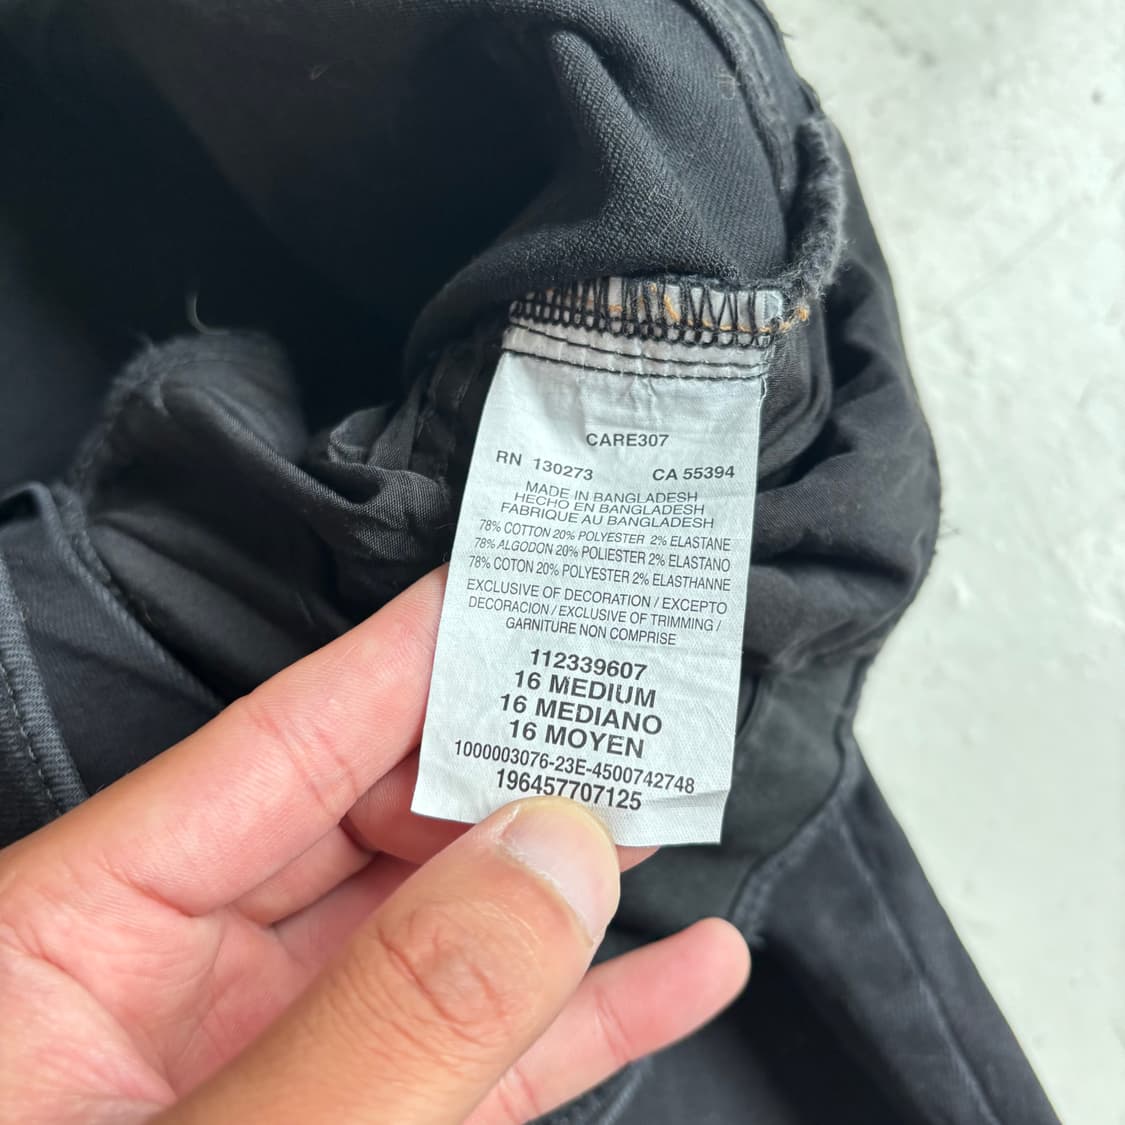 CARE307
RN 130273 CA 55394
MADE IN BANGLADESH
HECHO EN BANGLADESH
FABRIQUE AU BANGLADESH
78% COTTON 20% POLYESTER 2% ELASTANE
78% ALGODON 20% POLIESTER 2% ELASTANO
78% COTON 20% POLYESTER 2% ELASTHANNE
EXCLUSIVE OF DECORATION / EXCEPTO
DECORACION / EXCLUSIVE OF TRIMMING /
GARNITURE NON COMPRISE
112339607
16 MEDIUM
16 MEDIANO
16 MOYEN
1000003076-23E-4500742748
196457707125